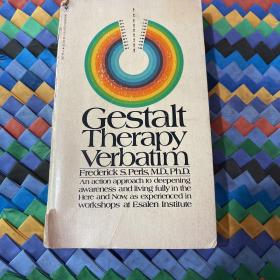 Gestalt
Therapy
Verbatim
Frederick S. Perls, M.D., Ph.D.
An action approach to deepening
awareness and living fully in the
Here and Now, as experienced in
workshops at Esalen Institute